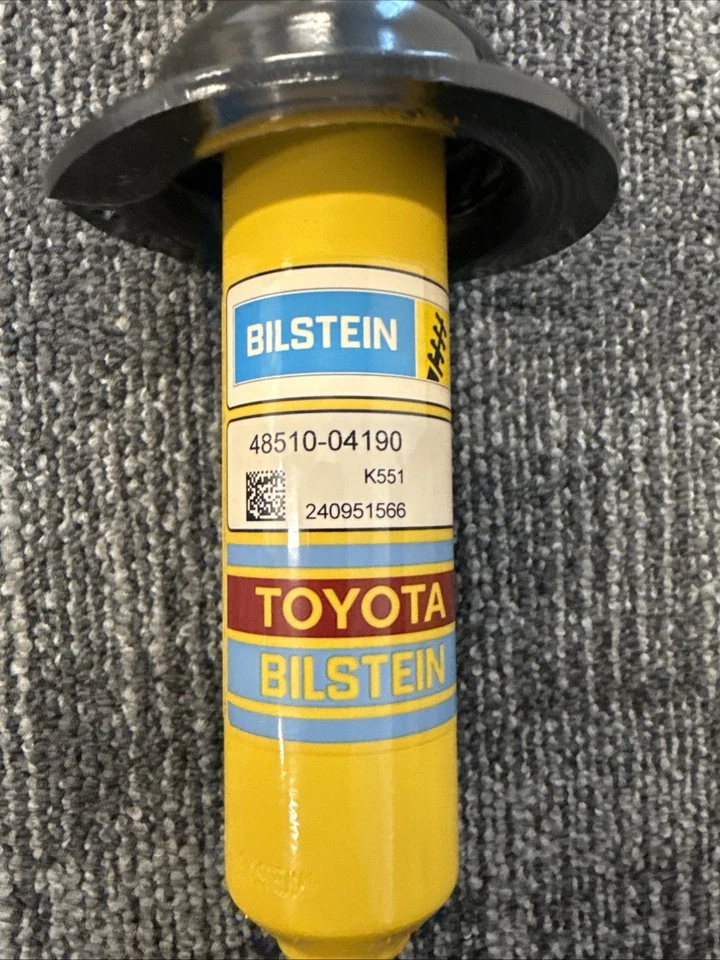 BILSTEIN
48510-04190
K551
240951566
TOYOTA
BILSTEIN